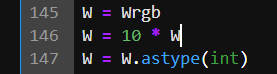 145 W = Wrgb
146 W = 10 * W
147 W = W.astype(int)